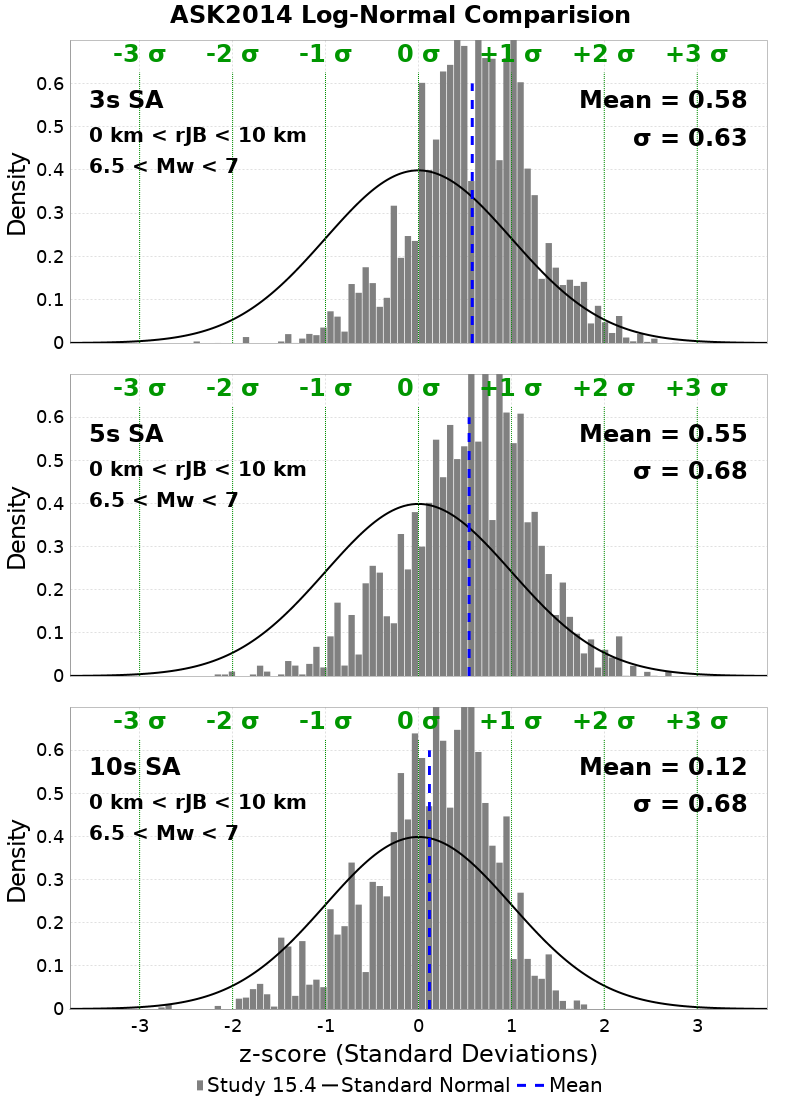 ASK2014 Log-Normal Comparision
-3 σ -2 σ -1 σ 0 σ +1 σ +2 σ +3 σ
0.6
0.5
0.4
0.3
0.2
0.1
0
Density
3s SA
0 km < rJB < 10 km
6.5 < Mw < 7
Mean = 0.58
σ = 0.63
-3 σ -2 σ -1 σ 0 σ +1 σ +2 σ +3 σ
0.6
0.5
0.4
0.3
0.2
0.1
0
Density
5s SA
0 km < rJB < 10 km
6.5 < Mw < 7
Mean = 0.55
σ = 0.68
-3 σ -2 σ -1 σ 0 σ +1 σ +2 σ +3 σ
0.6
0.5
0.4
0.3
0.2
0.1
0
Density
10s SA
0 km < rJB < 10 km
6.5 < Mw < 7
Mean = 0.12
σ = 0.68
-3 -2 -1 0 1 2 3
z-score (Standard Deviations)
Study 15.4 Standard Normal Mean